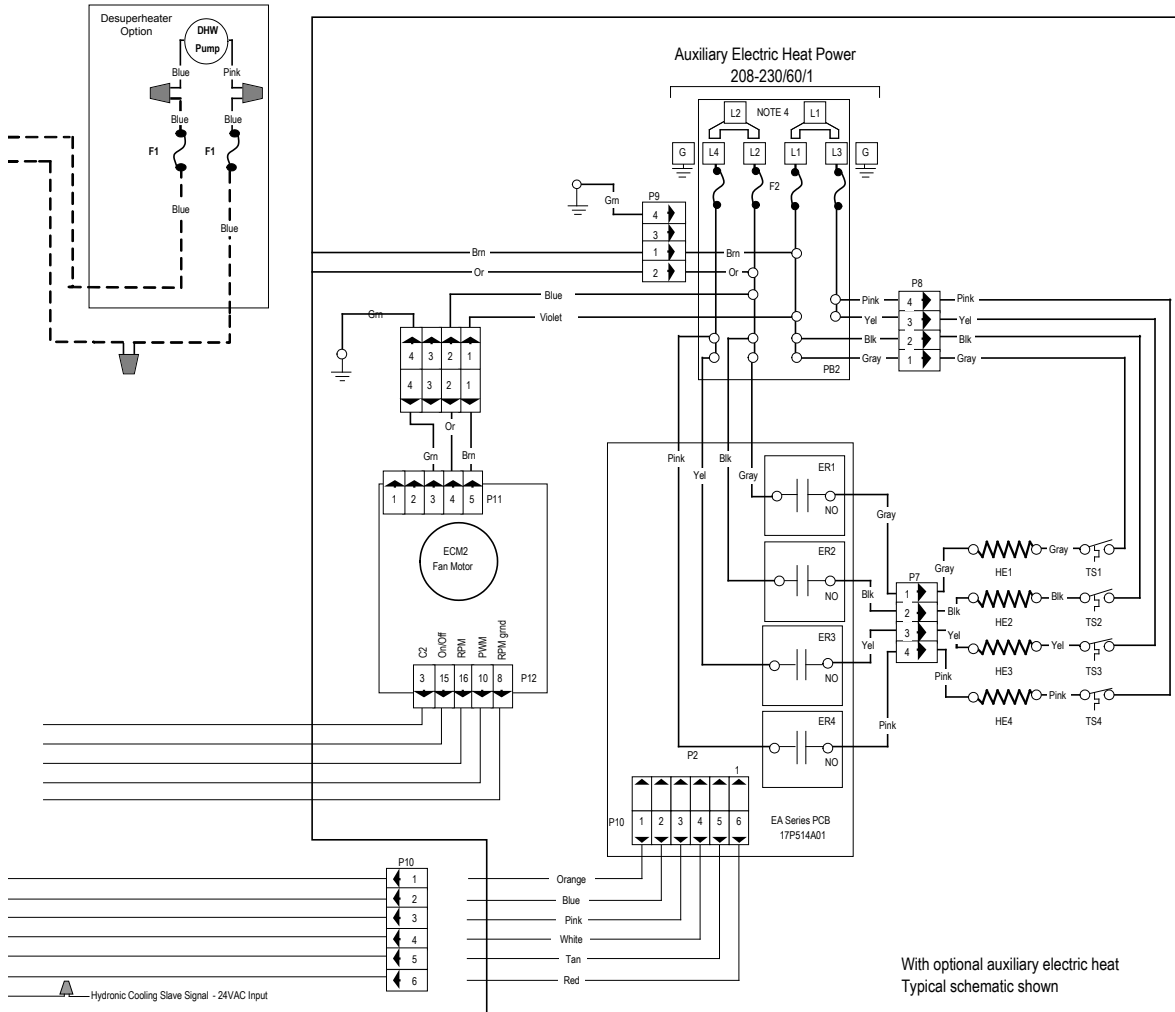 Desuperheater
Option
DHW
Pump
Blue
Pink
Blue
Blue
F1
F1
Blue
Blue
Auxiliary Electric Heat Power
208-230/60/1
L2
NOTE 4
L1
G
L4
L2
L1
L3
G
F2
Grn
P9
4
3
1
2
Brn
Or
Brn
Or
Blue
Violet
Grn
4 3 2 1
4 3 2 1
Or
Grn
Brn
1 2 3 4 5
P11
ECM2
Fan Motor
C2
On/Off
RPM
PWM
RPM grnd
3 15 16 10 8
P12
P8
Pink
4
Pink
Yel
3
Yel
Blk
2
Blk
Gray
1
Gray
PB2
Pink
Yel
Blk
Gray
ER1
NO
Gray
ER2
NO
Blk
ER3
NO
Yel
ER4
NO
Pink
P7
1
2
3
4
Gray
Blk
Yel
Pink
HE1
Gray
TS1
HE2
Blk
TS2
HE3
Yel
TS3
HE4
Pink
TS4
P2
1
P10
1 2 3 4 5 6
EA Series PCB
17P514A01
P10
1
2
3
4
5
6
Orange
Blue
Pink
White
Tan
Red
Hydronic Cooling Slave Signal - 24VAC Input
With optional auxiliary electric heat
Typical schematic shown